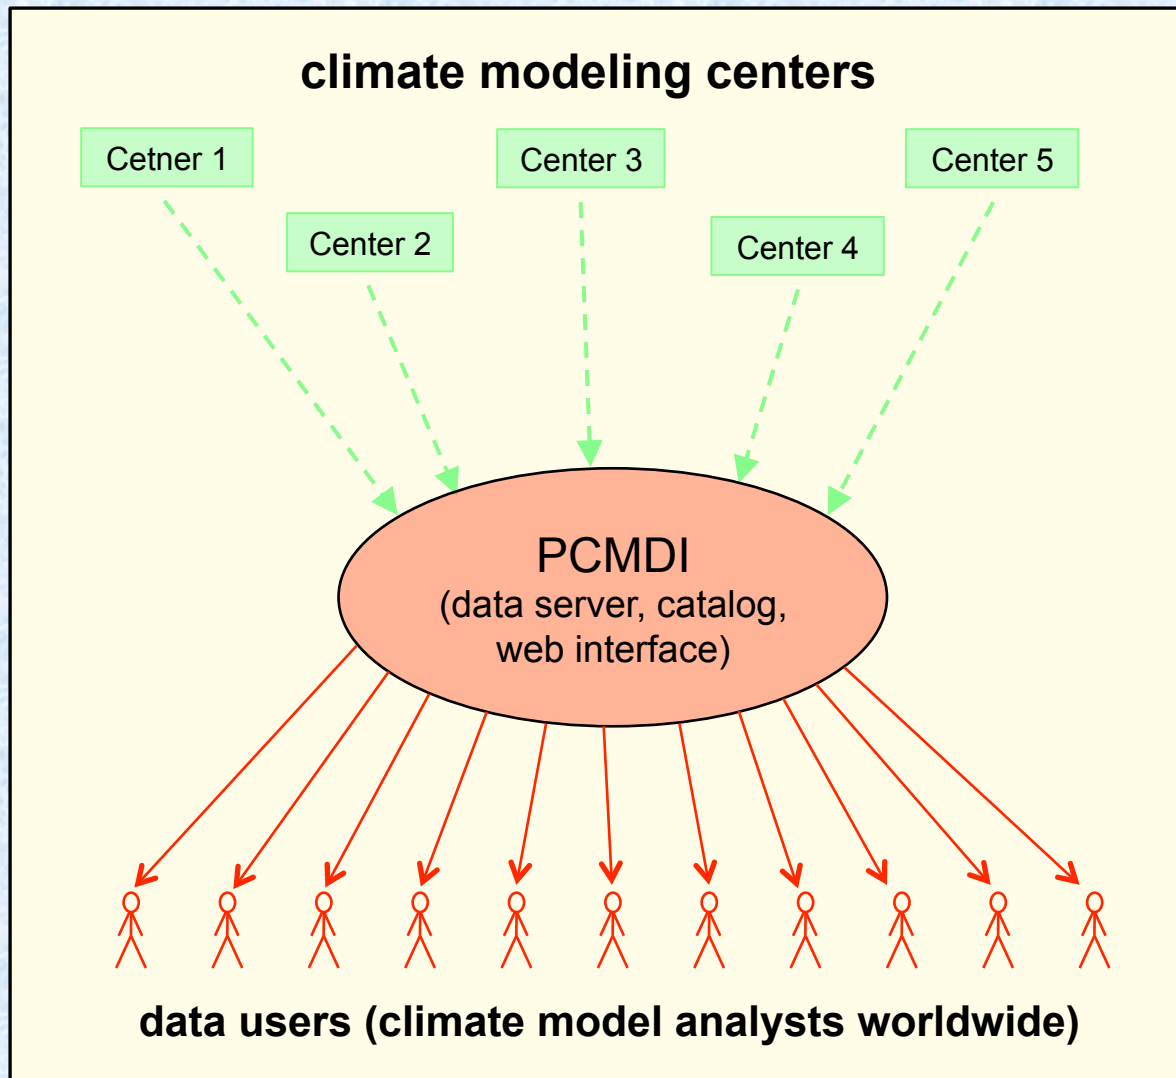 climate modeling centers
Cetner 1
Center 3
Center 5
Center 2
Center 4
PCMDI
(data server, catalog,
web interface)
data users (climate model analysts worldwide)